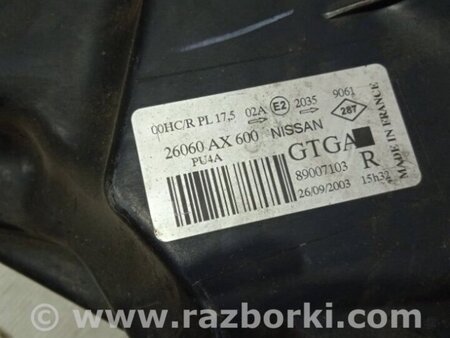 00HC/R PL 17,5 02A E2 2035 9061
287
26060 AX 600 NISSAN
PU4A
GTGA
R
89007103
26/09/2003 15h32
MADE IN FRANCE
www.razborki.com